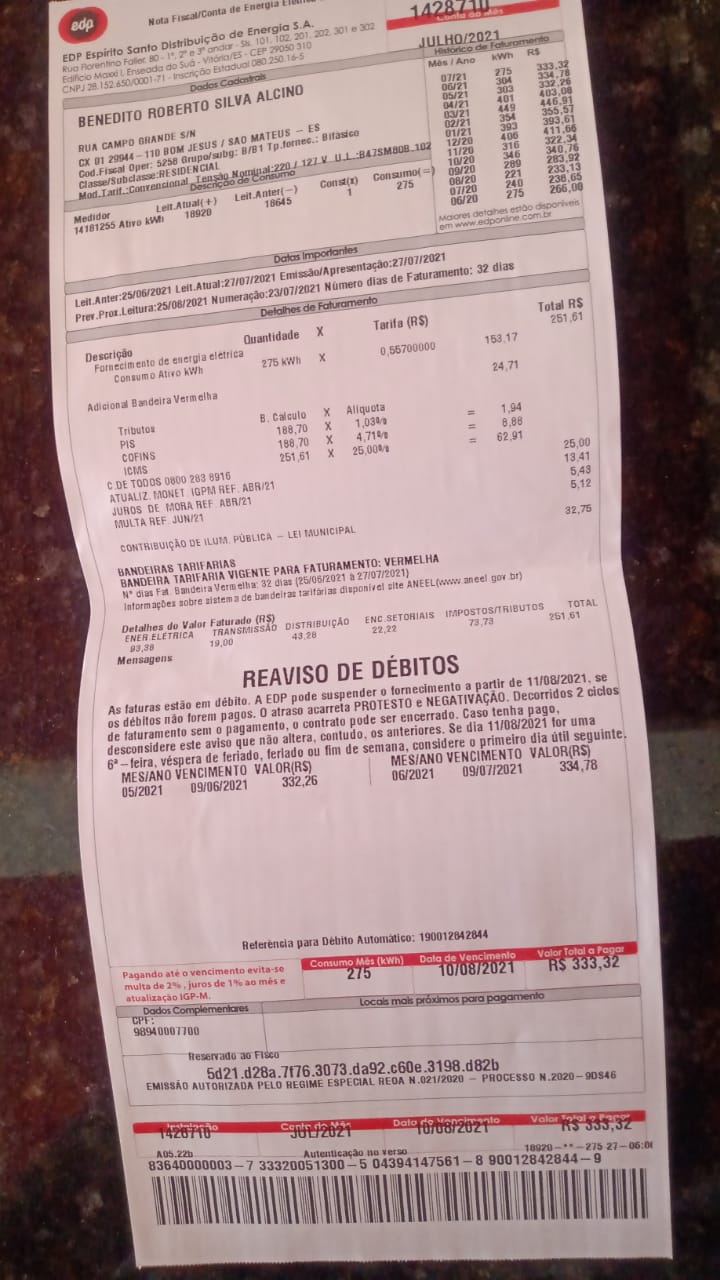 edp
Nota Fiscal/Conta de Energia
EDP Espírito Santo Distribuição de Energia S.A.
Rua Florentino Faller, 80 - 1º, 2º e 3º andar - Sls. 101, 102, 201, 202, 301 e 302
Edifício Maxxi I, Enseada do Suá - Vitória/ES - CEP 29050 310
CNPJ 28.152.650/0001-71 - Inscrição Estadual 080.250.16-5
1428710
Conta do Mês
JULHO/2021
Dados Cadastrais
BENEDITO ROBERTO SILVA ALCINO
RUA CAMPO GRANDE S/N
CX 01 29944-110 BOM JESUS / SAO MATEUS - ES
Cod.Fiscal Oper: 5258 Grupo/subg: B/B1 Tp.fornec.: Bifásico
Classe/Subclasse:RESIDENCIAL
Mod.Tarif.:Convencional Tensão Nominal:220 / 127 V U.L.:B47SM80B_102
Histórico de Faturamento
Mês / Ano kWh R$
07/21 275 333,32
06/21 304 334,78
05/21 303 332,26
04/21 401 403,08
03/21 449 446,91
02/21 354 355,57
01/21 393 393,61
12/20 406 411,66
11/20 316 322,34
10/20 346 340,76
09/20 289 283,92
08/20 221 233,13
07/20 240 238,65
06/20 275 266,00
Maiores detalhes estão disponíveis
em www.edponline.com.br
Descrição de Consumo
Medidor Leit.Atual(+) Leit.Anter(-) Const(x) Consumo(=)
14181255 Ativo kWh 18920 18645 1 275
Datas Importantes
Leit.Anter:25/06/2021 Leit.Atual:27/07/2021 Emissão/Apresentação:27/07/2021
Prev.Prox.Leitura:25/08/2021 Numeração:23/07/2021 Número dias de Faturamento: 32 dias
Detalhes de Faturamento
Descrição Quantidade X Tarifa (R$) Total R$
Fornecimento de energia elétrica 251,61
Consumo Ativo kWh 275 kWh X 0,55700000 153,17
Adicional Bandeira Vermelha 24,71
Tributos B. Cálculo X Alíquota
PIS 188,70 X 1,03% = 1,94
COFINS 188,70 X 4,71% = 8,88
ICMS 251,61 X 25,00% = 62,91
C.DE TODOS 0800 283 8916 25,00
ATUALIZ. MONET. IGPM REF. ABR/21 13,41
JUROS DE MORA REF. ABR/21 5,43
MULTA REF. JUN/21 5,12
CONTRIBUIÇÃO DE ILUM. PÚBLICA - LEI MUNICIPAL 32,75
BANDEIRAS TARIFARIAS
BANDEIRA TARIFARIA VIGENTE PARA FATURAMENTO: VERMELHA
Nº dias Fat. Bandeira Vermelha: 32 dias (25/06/2021 à 27/07/2021)
Informações sobre sistema de bandeiras tarifárias disponível site ANEEL(www.aneel.gov.br)
Detalhes do Valor Faturado (R$)
ENER.ELÉTRICA TRANSMISSÃO DISTRIBUIÇÃO ENC.SETORIAIS IMPOSTOS/TRIBUTOS TOTAL
93,38 19,00 43,28 22,22 73,73 251,61
Mensagens
REAVISO DE DÉBITOS
As faturas estão em débito. A EDP pode suspender o fornecimento a partir de 11/08/2021, se
os débitos não forem pagos. O atraso acarreta PROTESTO e NEGATIVAÇÃO. Decorridos 2 ciclos
de faturamento sem o pagamento, o contrato pode ser encerrado. Caso tenha pago,
desconsidere este aviso que não altera, contudo, os anteriores. Se dia 11/08/2021 for uma
6ª-feira, véspera de feriado, feriado ou fim de semana, considere o primeiro dia útil seguinte.
MES/ANO VENCIMENTO VALOR(R$) MES/ANO VENCIMENTO VALOR(R$)
05/2021 09/06/2021 332,26 06/2021 09/07/2021 334,78
Referência para Débito Automático: 190012842844
Pagando até o vencimento evita-se
multa de 2%, juros de 1% ao mês e
atualização IGP-M.
Consumo Mês (kWh) Data de Vencimento Valor Total a Pagar
275 10/08/2021 R$ 333,32
Dados Complementares Locais mais próximos para pagamento
CPF:
98940007700
Reservado ao Fisco
5d21.d28a.7f76.3073.da92.c60e.3198.d82b
EMISSÃO AUTORIZADA PELO REGIME ESPECIAL REOA N.021/2020 - PROCESSO N.2020-9DS46
Instalação Conta do Mês Data do Vencimento Valor Total a Pagar
1428710 JUL/2021 10/08/2021 R$ 333,32
A05.22b Autenticação no verso 18920-**-275 27-06:06
83640000003-7 33320051300-5 04394147561-8 90012842844-9